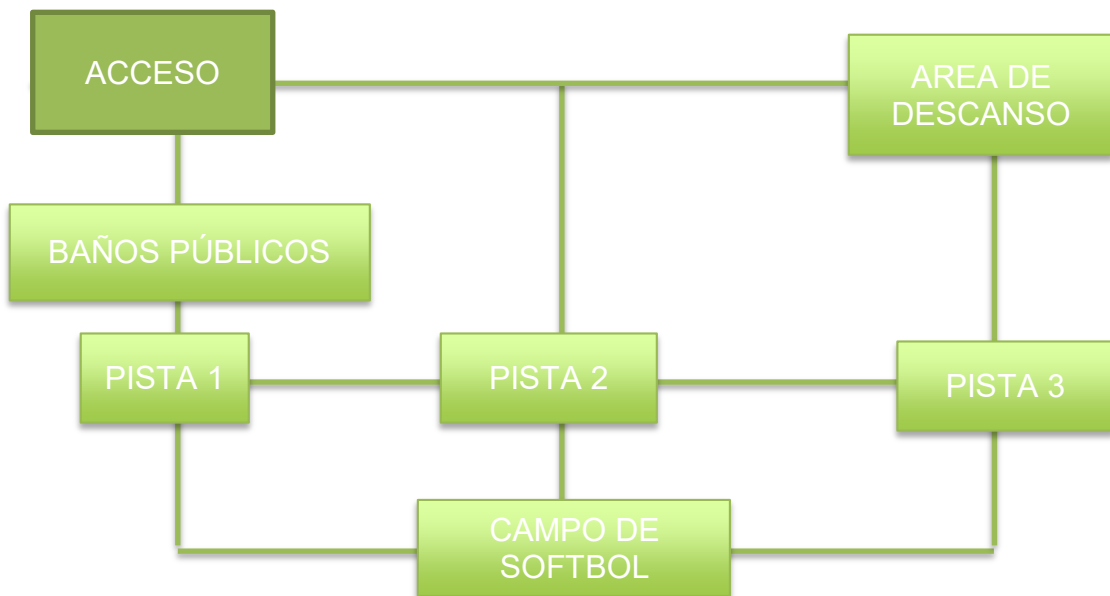 ACCESO
AREA DE
DESCANSO
BAÑOS PÚBLICOS
PISTA 1
PISTA 2
PISTA 3
CAMPO DE
SOFTBOL